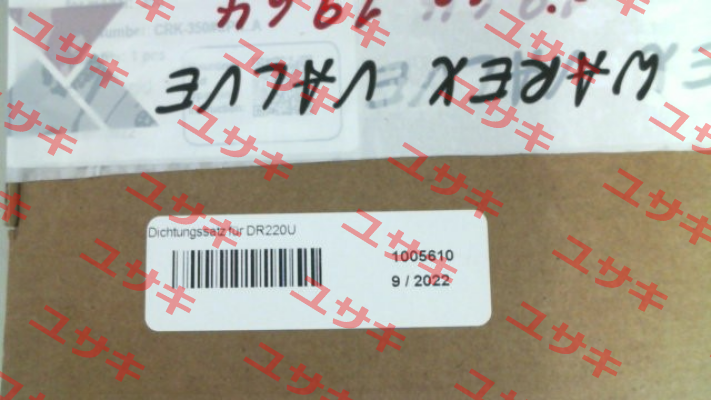 WAREX VALVE
Dichtungssatz für DR220U
1005610
9 / 2022
ユサキ